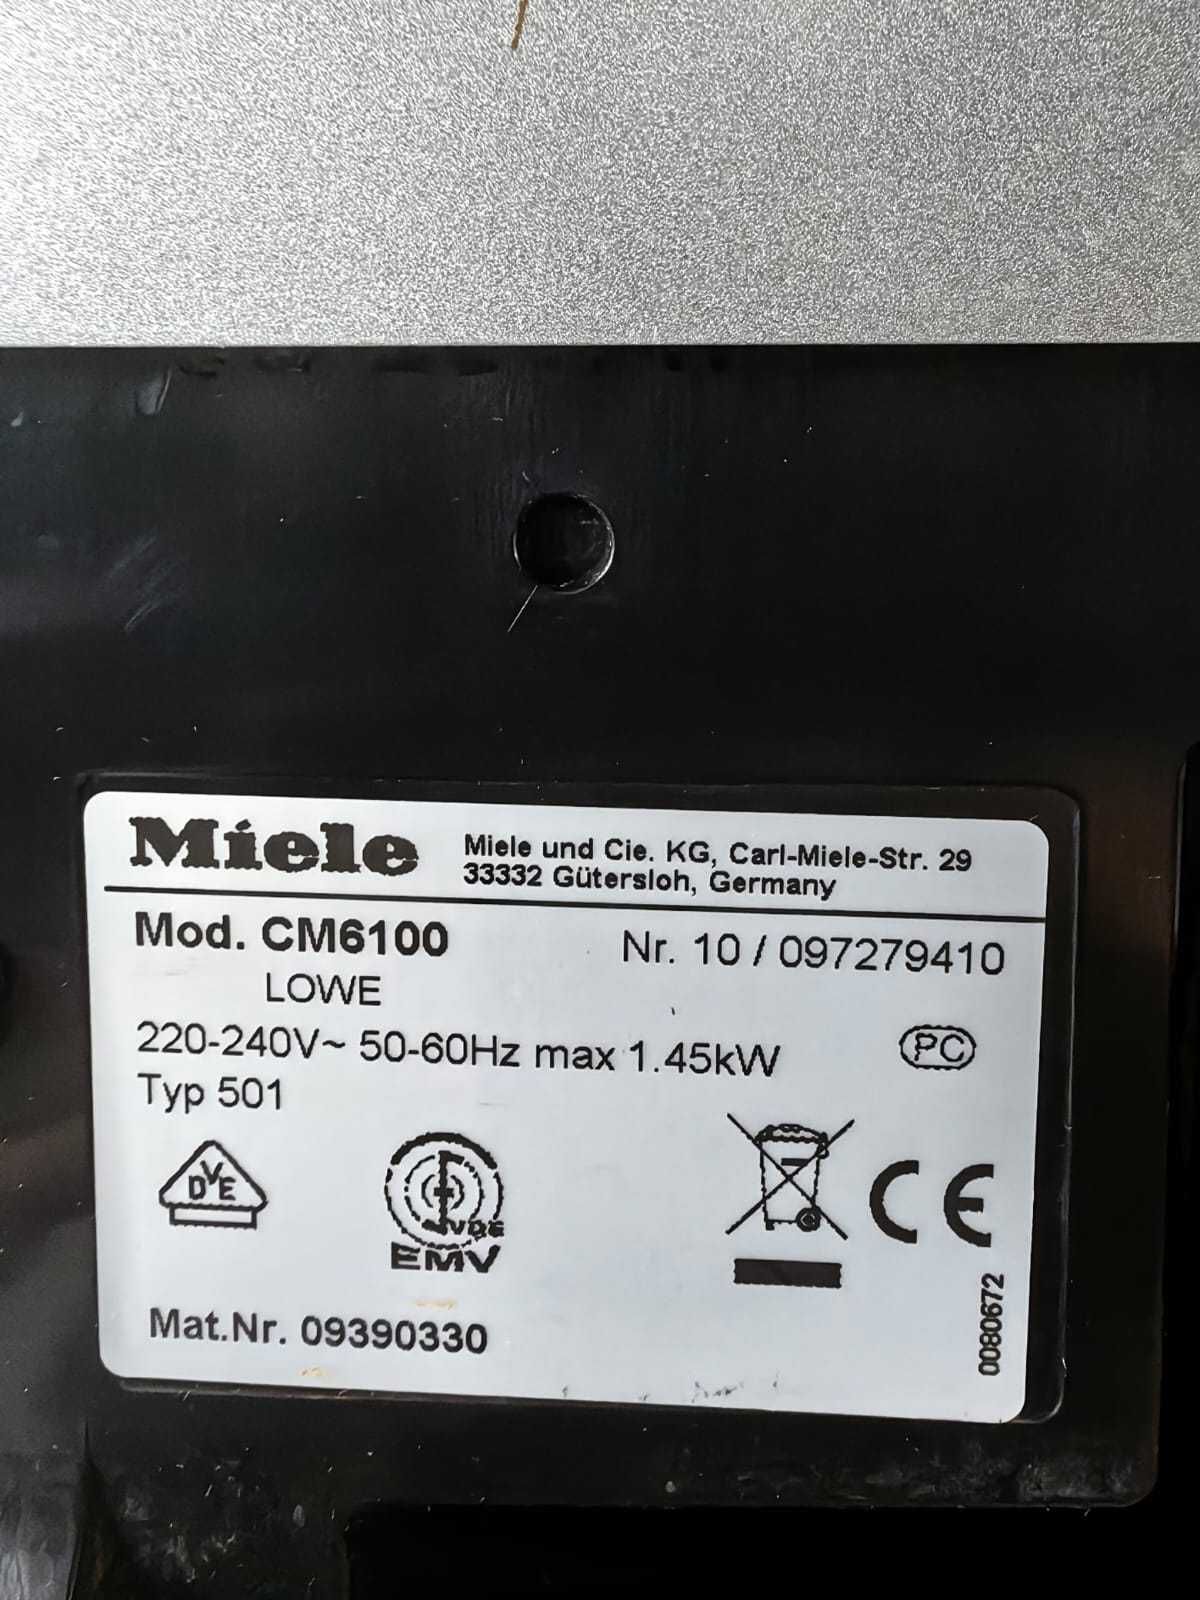 Miele
Miele und Cie. KG, Carl-Miele-Str. 29
33332 Gütersloh, Germany
Mod. CM6100
Nr. 10 / 097279410
LOWE
220-240V~ 50-60Hz max 1.45kW
PC
Typ 501
DVE
VDE
EMV
CE
Mat.Nr. 09390330
0080672